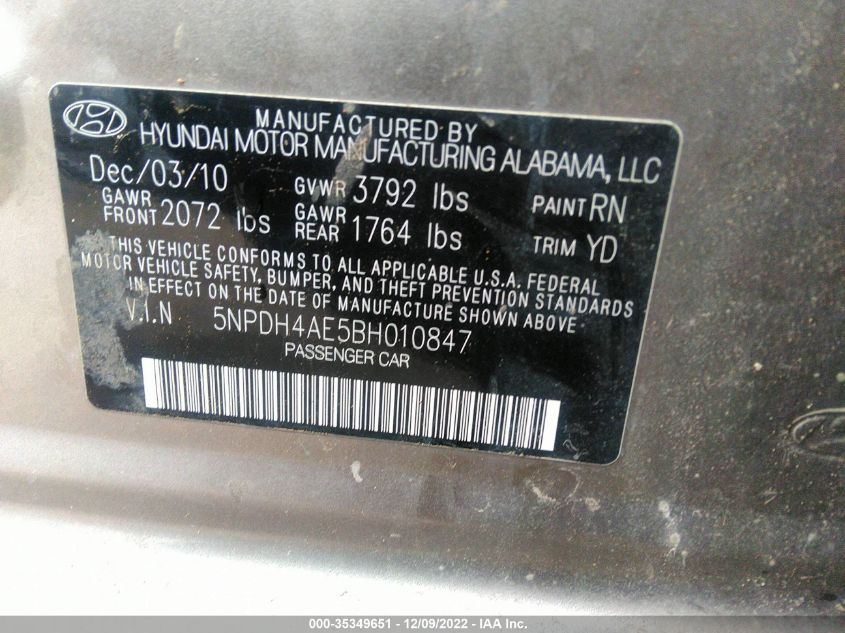 MANUFACTURED BY
HYUNDAI MOTOR MANUFACTURING ALABAMA, LLC
Dec/03/10 GVWR 3792 lbs PAINT RN
GAWR FRONT 2072 lbs GAWR REAR 1764 lbs TRIM YD
THIS VEHICLE CONFORMS TO ALL APPLICABLE U.S.A. FEDERAL
MOTOR VEHICLE SAFETY, BUMPER, AND THEFT PREVENTION STANDARDS
IN EFFECT ON THE DATE OF MANUFACTURE SHOWN ABOVE.
V.I.N 5NPDH4AE5BH010847
PASSENGER CAR
000-35349651 - 12/09/2022 - IAA Inc.